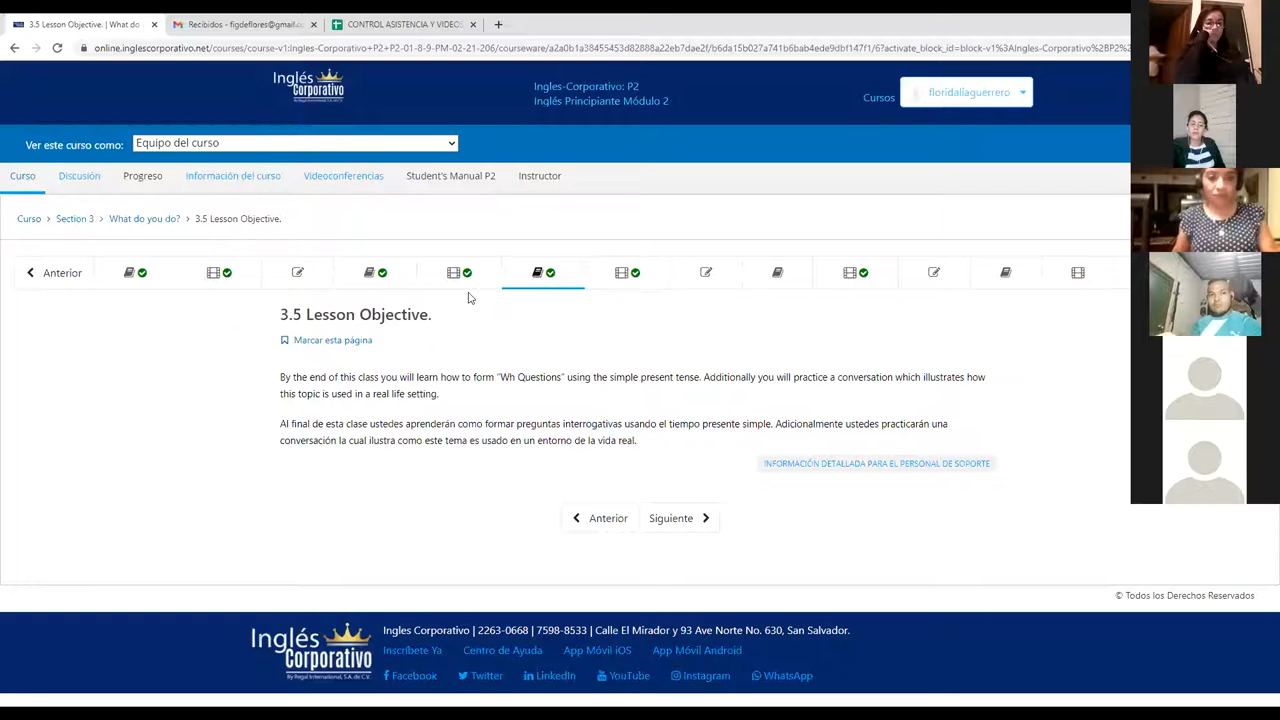 3.5 Lesson Objective. | What do
Recibidos - figdeflores@gmail.c
CONTROL ASISTENCIA Y VIDEOS
online.inglescorporativo.net/courses/course-v1:Ingles-Corporativo+P2+P2-01-8-9-PM-02-21-206/courseware/a2a0b1a38455453d82888a22eb7dae2f/b6da15b027a741b6bab4ede9dbf147f1/6?activate_block_id=block-v1%3AIngles-Corporativo%2BP2%
Inglés
Corporativo
By Regal International, S.A. de C.V.
Ingles-Corporativo: P2
Inglés Principiante Módulo 2
Cursos
floridaliaguerrero
Ver este curso como:
Equipo del curso
Curso
Discusión
Progreso
Información del curso
Videoconferencias
Student's Manual P2
Instructor
Curso > Section 3 > What do you do? > 3.5 Lesson Objective.
Anterior
3.5 Lesson Objective.
Marcar esta página
By the end of this class you will learn how to form "Wh Questions" using the simple present tense. Additionally you will practice a conversation which illustrates how
this topic is used in a real life setting.
Al final de esta clase ustedes aprenderán como formar preguntas interrogativas usando el tiempo presente simple. Adicionalmente ustedes practicarán una
conversación la cual ilustra como este tema es usado en un entorno de la vida real.
INFORMACIÓN DETALLADA PARA EL PERSONAL DE SOPORTE
Anterior
Siguiente
© Todos los Derechos Reservados
Inglés
Corporativo
By Regal International, S.A. de C.V.
Ingles Corporativo | 2263-0668 | 7598-8533 | Calle El Mirador y 93 Ave Norte No. 630, San Salvador.
Inscríbete Ya
Centro de Ayuda
App Móvil iOS
App Móvil Android
Facebook
Twitter
LinkedIn
YouTube
Instagram
WhatsApp